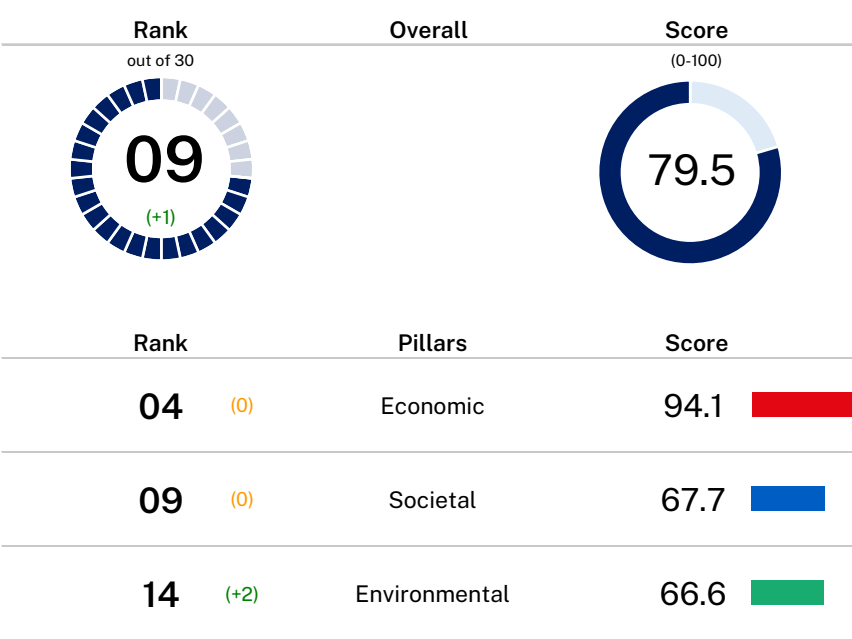 Rank Overall Score
out of 30 (0-100)
09 79.5
(+1)
Rank Pillars Score
04 (0) Economic 94.1
09 (0) Societal 67.7
14 (+2) Environmental 66.6